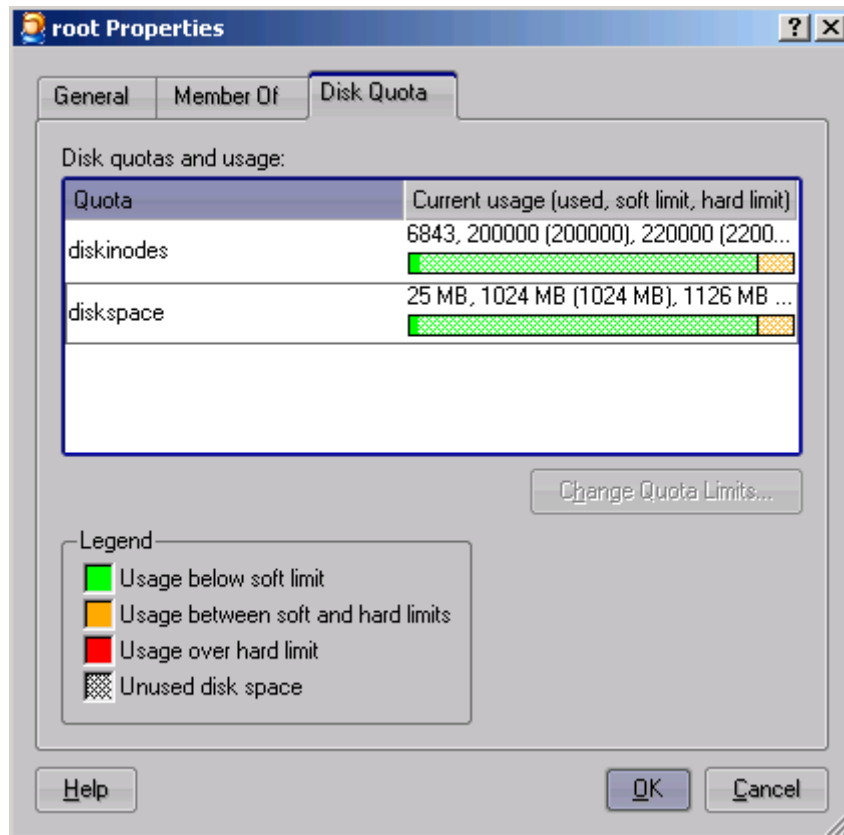 root Properties
General
Member Of
Disk Quota
Disk quotas and usage:
Quota
Current usage (used, soft limit, hard limit)
diskinodes
6843, 200000 (200000), 220000 (2200...
diskspace
25 MB, 1024 MB (1024 MB), 1126 MB ...
Change Quota Limits...
Legend
Usage below soft limit
Usage between soft and hard limits
Usage over hard limit
Unused disk space
Help
OK
Cancel